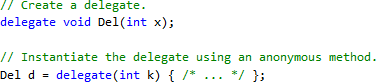 // Create a delegate.
delegate void Del(int x);
// Instantiate the delegate using an anonymous method.
Del d = delegate(int k) { /* ... */ };